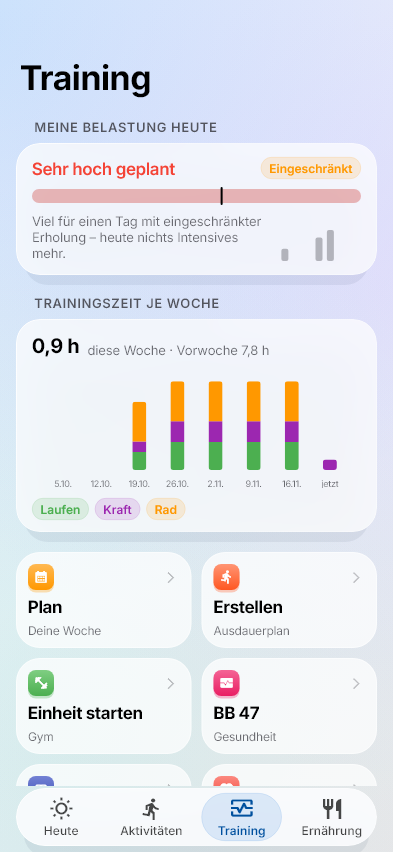 Training
MEINE BELASTUNG HEUTE
Sehr hoch geplant
Eingeschränkt
Viel für einen Tag mit eingeschränkter
Erholung – heute nichts Intensives
mehr.
TRAININGSZEIT JE WOCHE
0,9 h diese Woche · Vorwoche 7,8 h
5.10. 12.10. 19.10. 26.10. 2.11. 9.11. 16.11. jetzt
Laufen Kraft Rad
Plan
Deine Woche
Erstellen
Ausdauerplan
Einheit starten
Gym
BB 47
Gesundheit
Heute Aktivitäten Training Ernährung